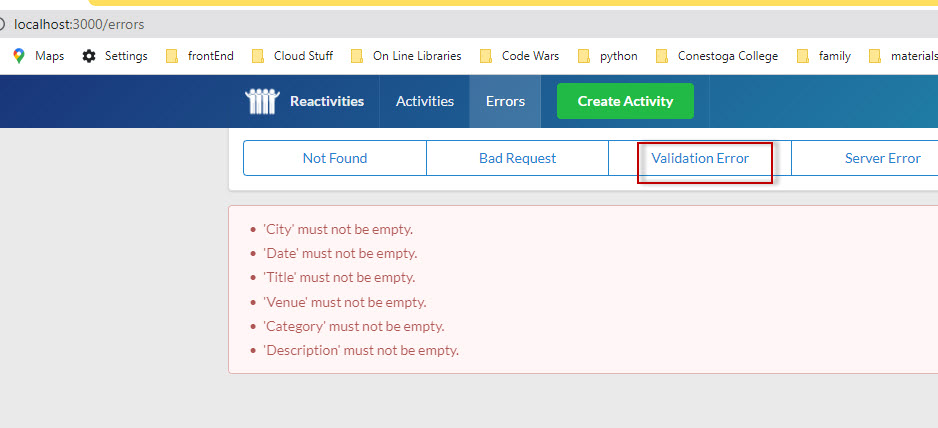 localhost:3000/errors
Maps Settings frontEnd Cloud Stuff On Line Libraries Code Wars python Conestoga College family materials
Reactivities Activities Errors Create Activity
Not Found Bad Request Validation Error Server Error
• 'City' must not be empty.
• 'Date' must not be empty.
• 'Title' must not be empty.
• 'Venue' must not be empty.
• 'Category' must not be empty.
• 'Description' must not be empty.